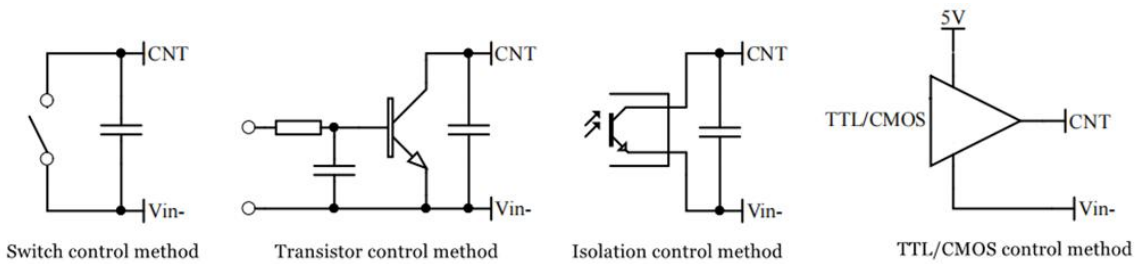 5V
CNT
CNT
CNT
TTL/CMOS
CNT
Vin-
Vin-
Vin-
Vin-
Switch control method
Transistor control method
Isolation control method
TTL/CMOS control method